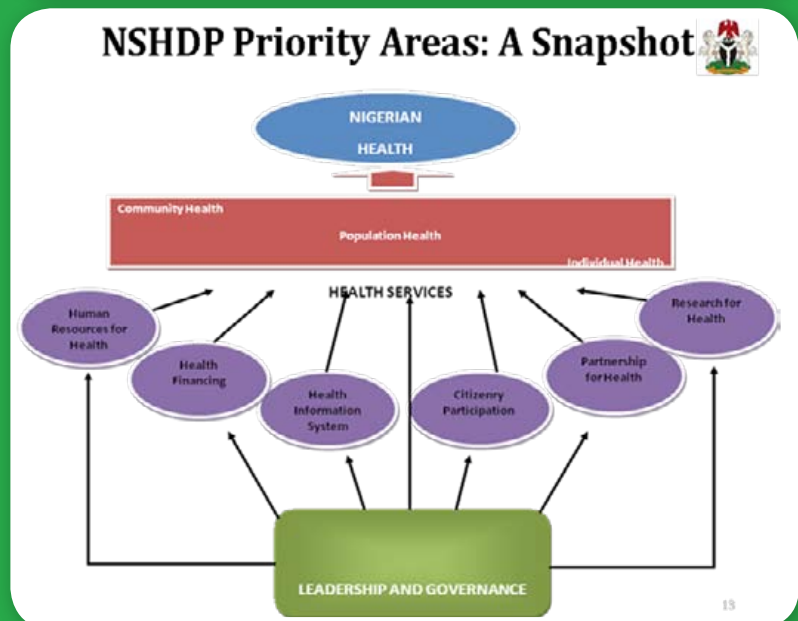 NSHDP Priority Areas: A Snapshot
NIGERIAN
HEALTH
Community Health
Population Health
Individual Health
HEALTH SERVICES
Human
Resources for
Health
Health
Financing
Health
Information
System
Citizenry
Participation
Partnership
for Health
Research for
Health
LEADERSHIP AND GOVERNANCE
13